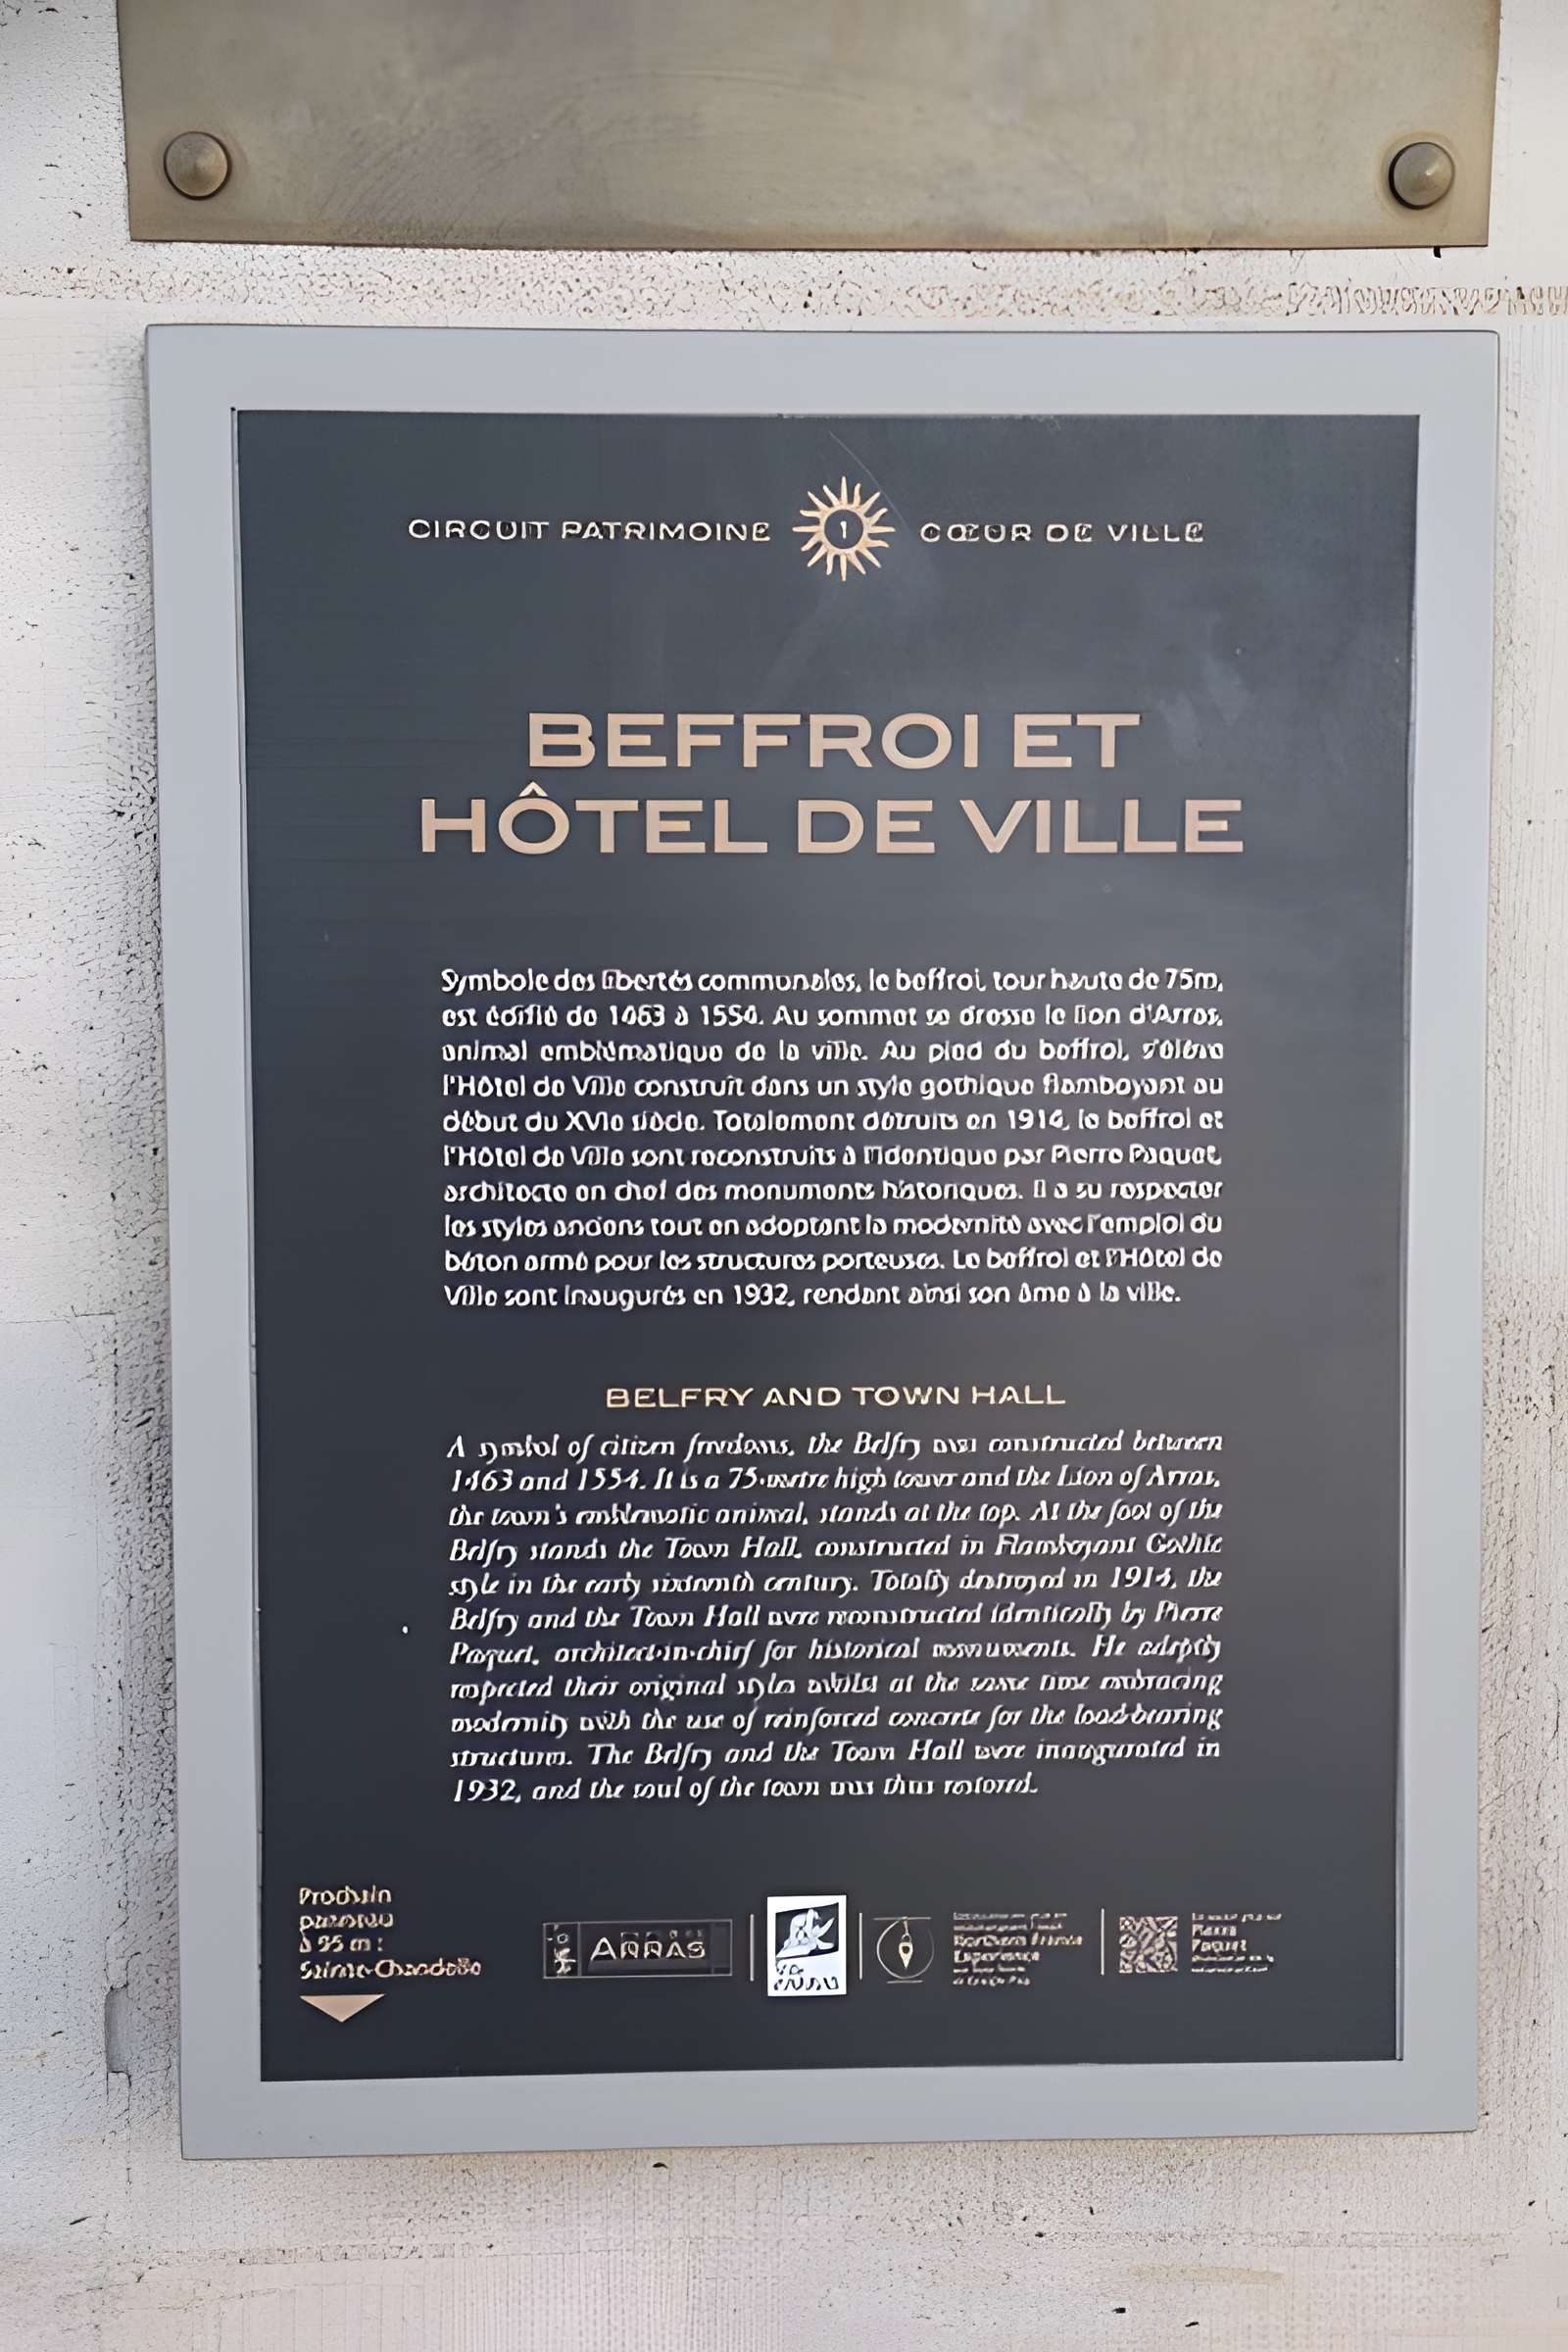 CIRCUIT PATRIMOINE 1 CŒUR DE VILLE
BEFFROI ET
HÔTEL DE VILLE
Symbole des libertés communales, le beffroi, tour haute de 75m,
est édifié de 1463 à 1554. Au sommet se dresse le lion d'Arras,
animal emblématique de la ville. Au pied du beffroi, s'élève
l'Hôtel de Ville construit dans un style gothique flamboyant au
début du XVIe siècle. Totalement détruits en 1914, le beffroi et
l'Hôtel de Ville sont reconstruits à l'identique par Pierre Paquet,
architecte en chef des monuments historiques. Il a su respecter
les styles anciens tout en adoptant la modernité avec l'emploi du
béton armé pour les structures porteuses. Le beffroi et l'Hôtel de
Ville sont inaugurés en 1932, rendant ainsi son âme à la ville.
BELFRY AND TOWN HALL
A symbol of citizen freedoms, the Belfry was constructed between
1463 and 1554. It is a 75-metre high tower and the Lion of Arras,
the town's emblematic animal, stands at the top. At the foot of the
Belfry stands the Town Hall, constructed in Flamboyant Gothic
style in the early sixteenth century. Totally destroyed in 1914, the
Belfry and the Town Hall were reconstructed identically by Pierre
Paquet, architect-in-chief for historical monuments. He adeptly
respected their original styles whilst at the same time embracing
modernity with the use of reinforced concrete for the load-bearing
structures. The Belfry and the Town Hall were inaugurated in
1932, and the soul of the town was thus restored.
Prochain
panneau
à 95 m :
Sainte-Chandelle
ARRAS
Northern France
Experience
Pierre
Paquet